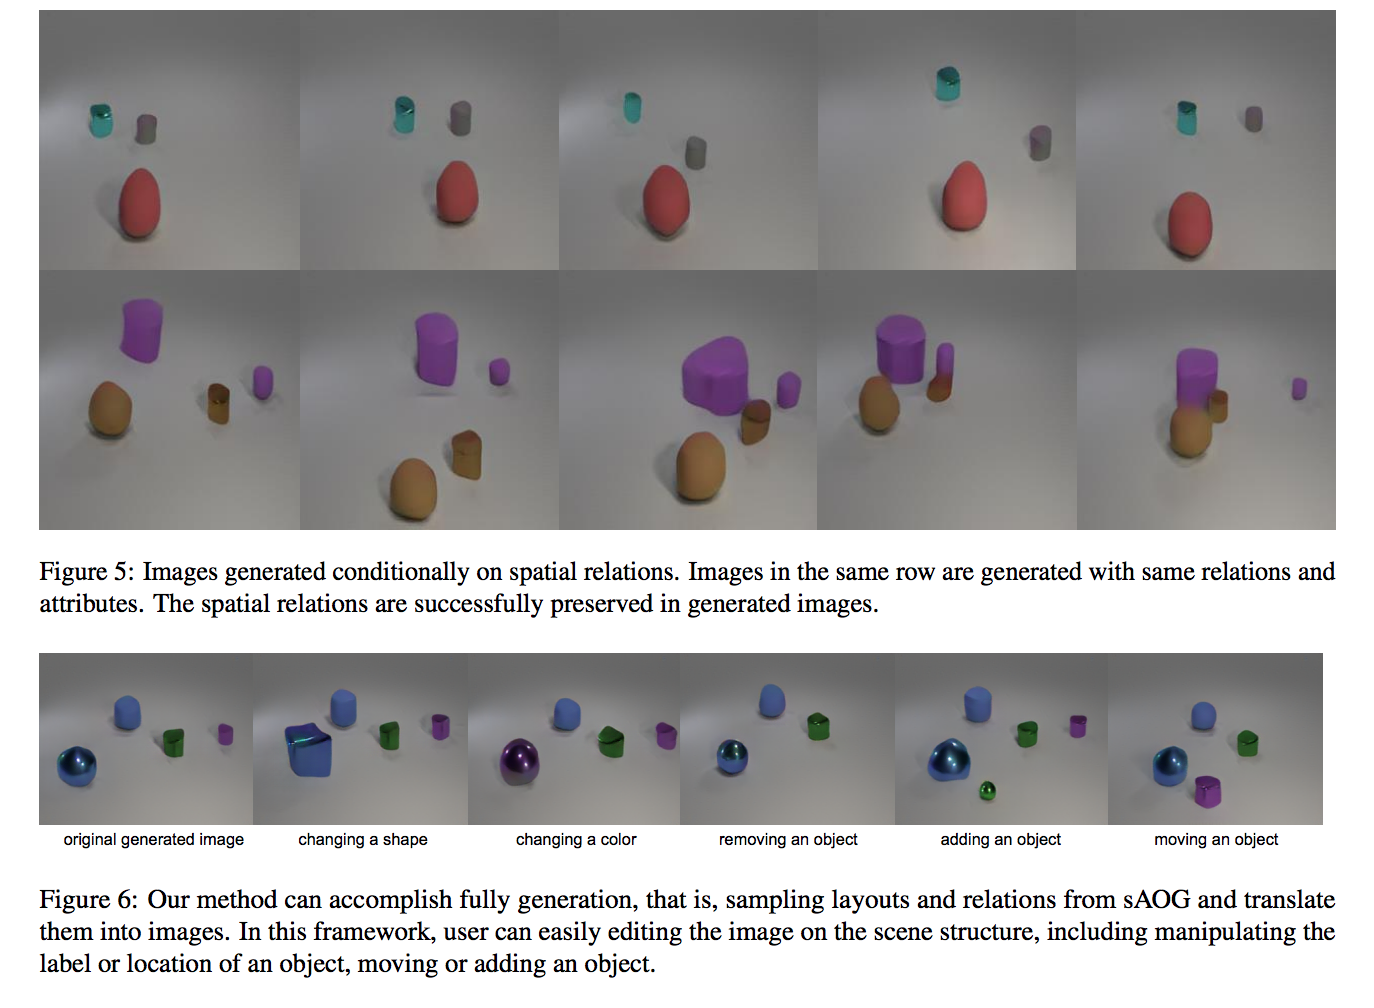 Figure 5: Images generated conditionally on spatial relations. Images in the same row are generated with same relations and
attributes. The spatial relations are successfully preserved in generated images.
original generated image
changing a shape
changing a color
removing an object
adding an object
moving an object
Figure 6: Our method can accomplish fully generation, that is, sampling layouts and relations from sAOG and translate
them into images. In this framework, user can easily editing the image on the scene structure, including manipulating the
label or location of an object, moving or adding an object.